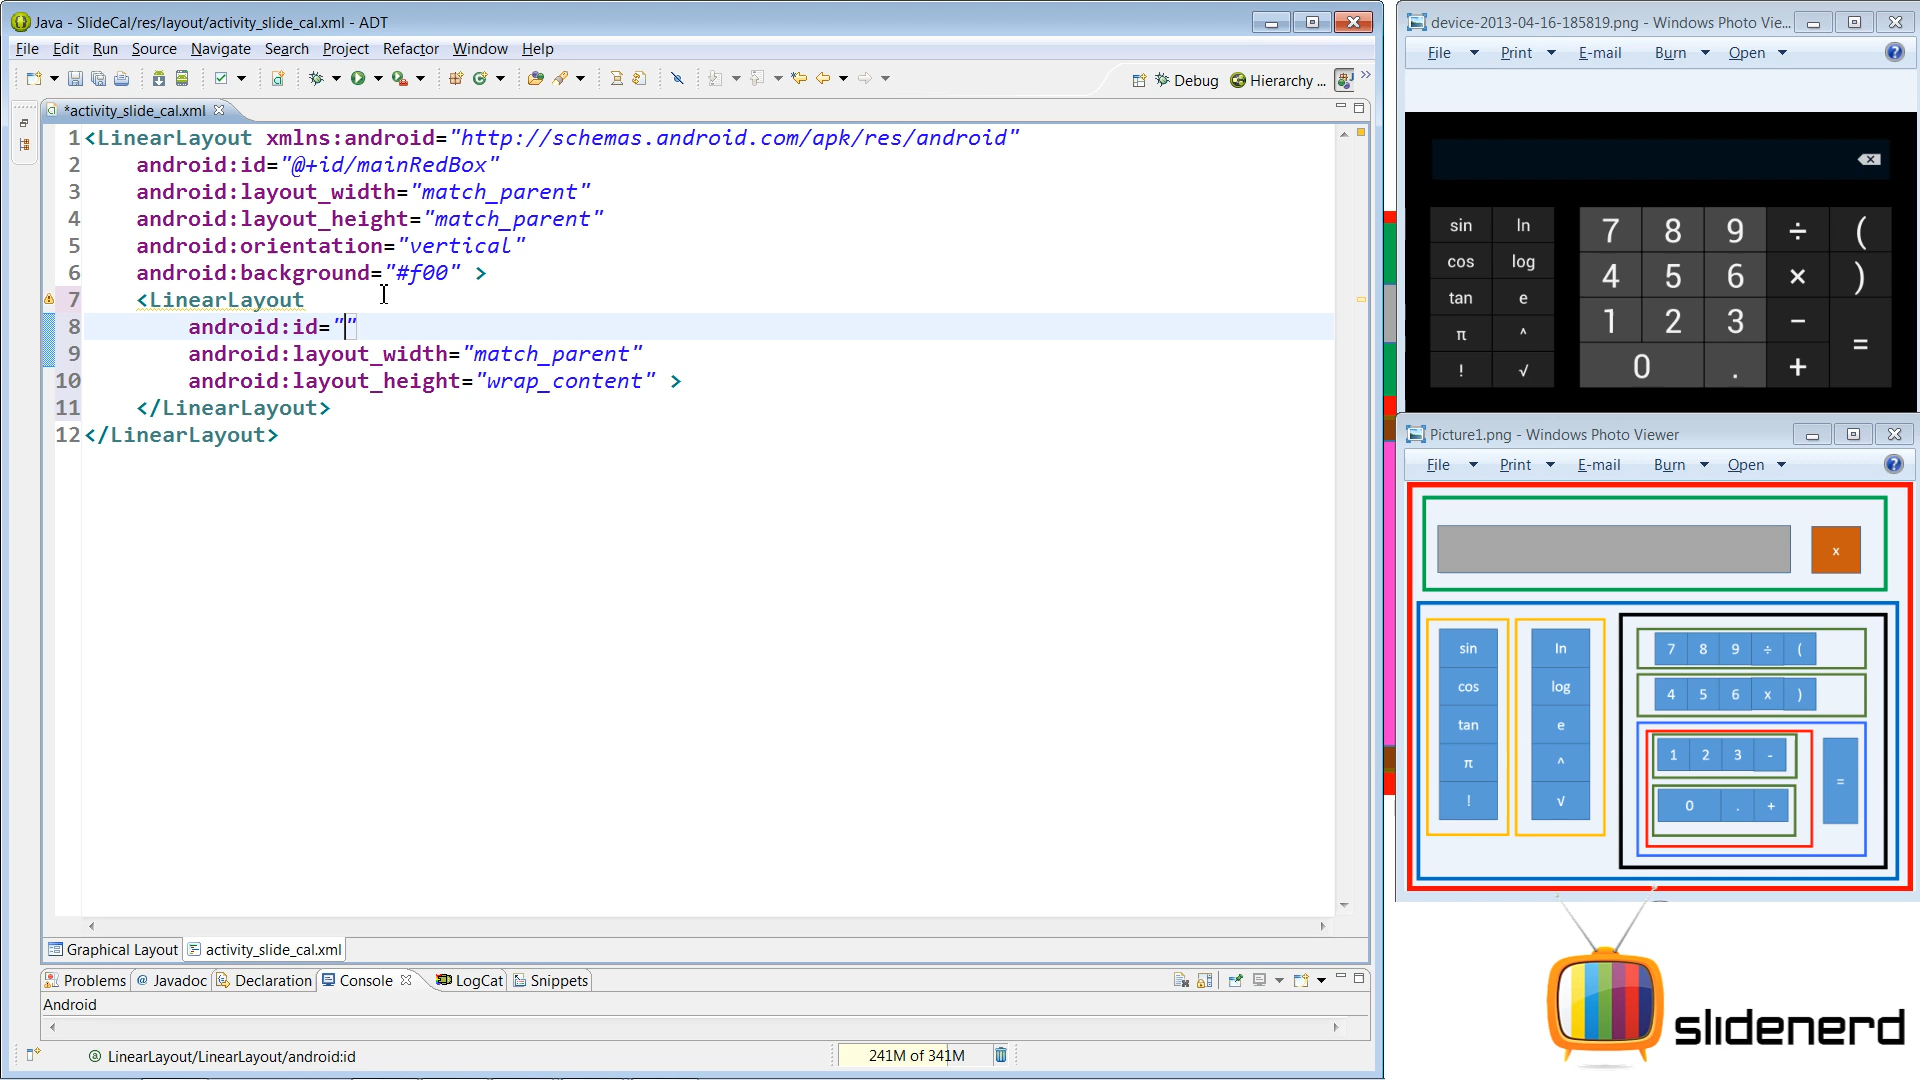 Java - SlideCal/res/layout/activity_slide_cal.xml - ADT
File Edit Run Source Navigate Search Project Refactor Window Help
Debug Hierarchy ... »
*activity_slide_cal.xml
1 <LinearLayout xmlns:android="http://schemas.android.com/apk/res/android"
2 android:id="@+id/mainRedBox"
3 android:layout_width="match_parent"
4 android:layout_height="match_parent"
5 android:orientation="vertical"
6 android:background="#f00" >
7 <LinearLayout
8 android:id=""
9 android:layout_width="match_parent"
10 android:layout_height="wrap_content" >
11 </LinearLayout>
12 </LinearLayout>
Graphical Layout activity_slide_cal.xml
Problems @ Javadoc Declaration Console LogCat Snippets
Android
LinearLayout/LinearLayout/android:id
241M of 341M
device-2013-04-16-185819.png - Windows Photo Vie...
File Print E-mail Burn Open
sin ln 7 8 9 ÷ (
cos log 4 5 6 × )
tan e 1 2 3 − =
π ^ 0 . +
! √
Picture1.png - Windows Photo Viewer
File Print E-mail Burn Open
x
sin ln 7 8 9 ÷ (
cos log 4 5 6 x )
tan e 1 2 3 - =
π ^ 0 . +
! √
slidenerd